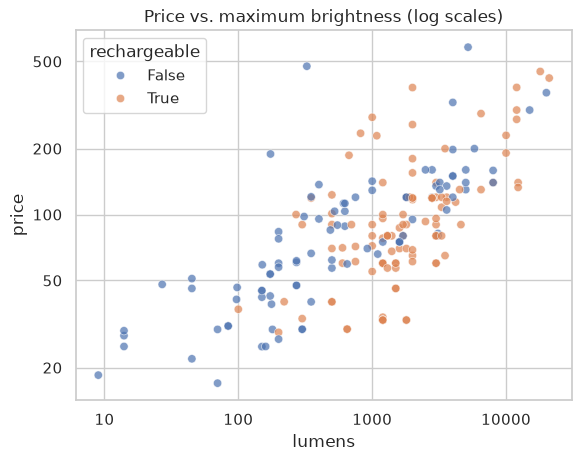 Price vs. maximum brightness (log scales)
rechargeable
False
True
500
200
100
50
20
price
10
100
1000
10000
lumens